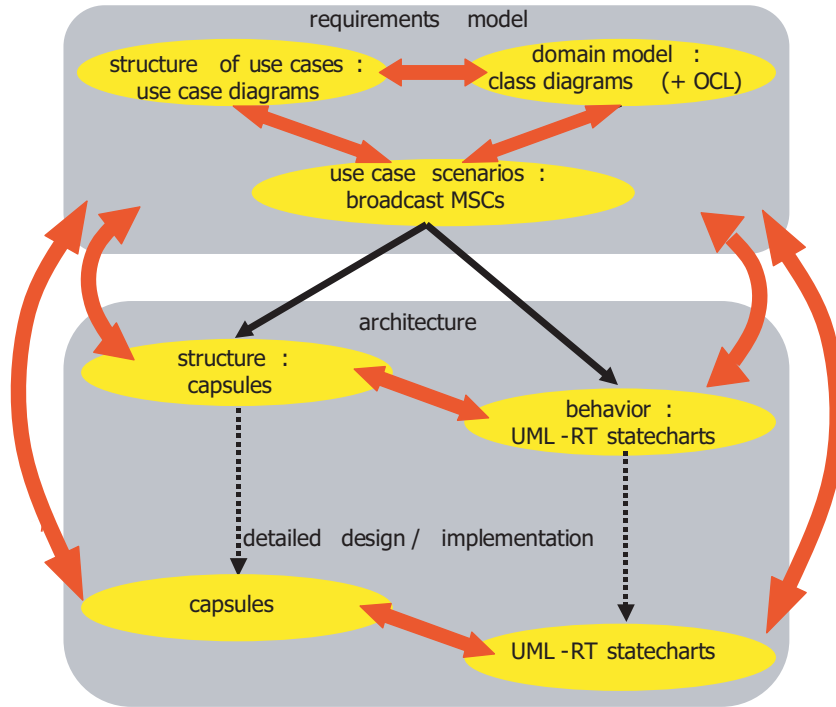 requirements model
structure of use cases :
use case diagrams
domain model :
class diagrams (+ OCL)
use case scenarios :
broadcast MSCs
architecture
structure :
capsules
behavior :
UML -RT statecharts
detailed design / implementation
capsules
UML -RT statecharts